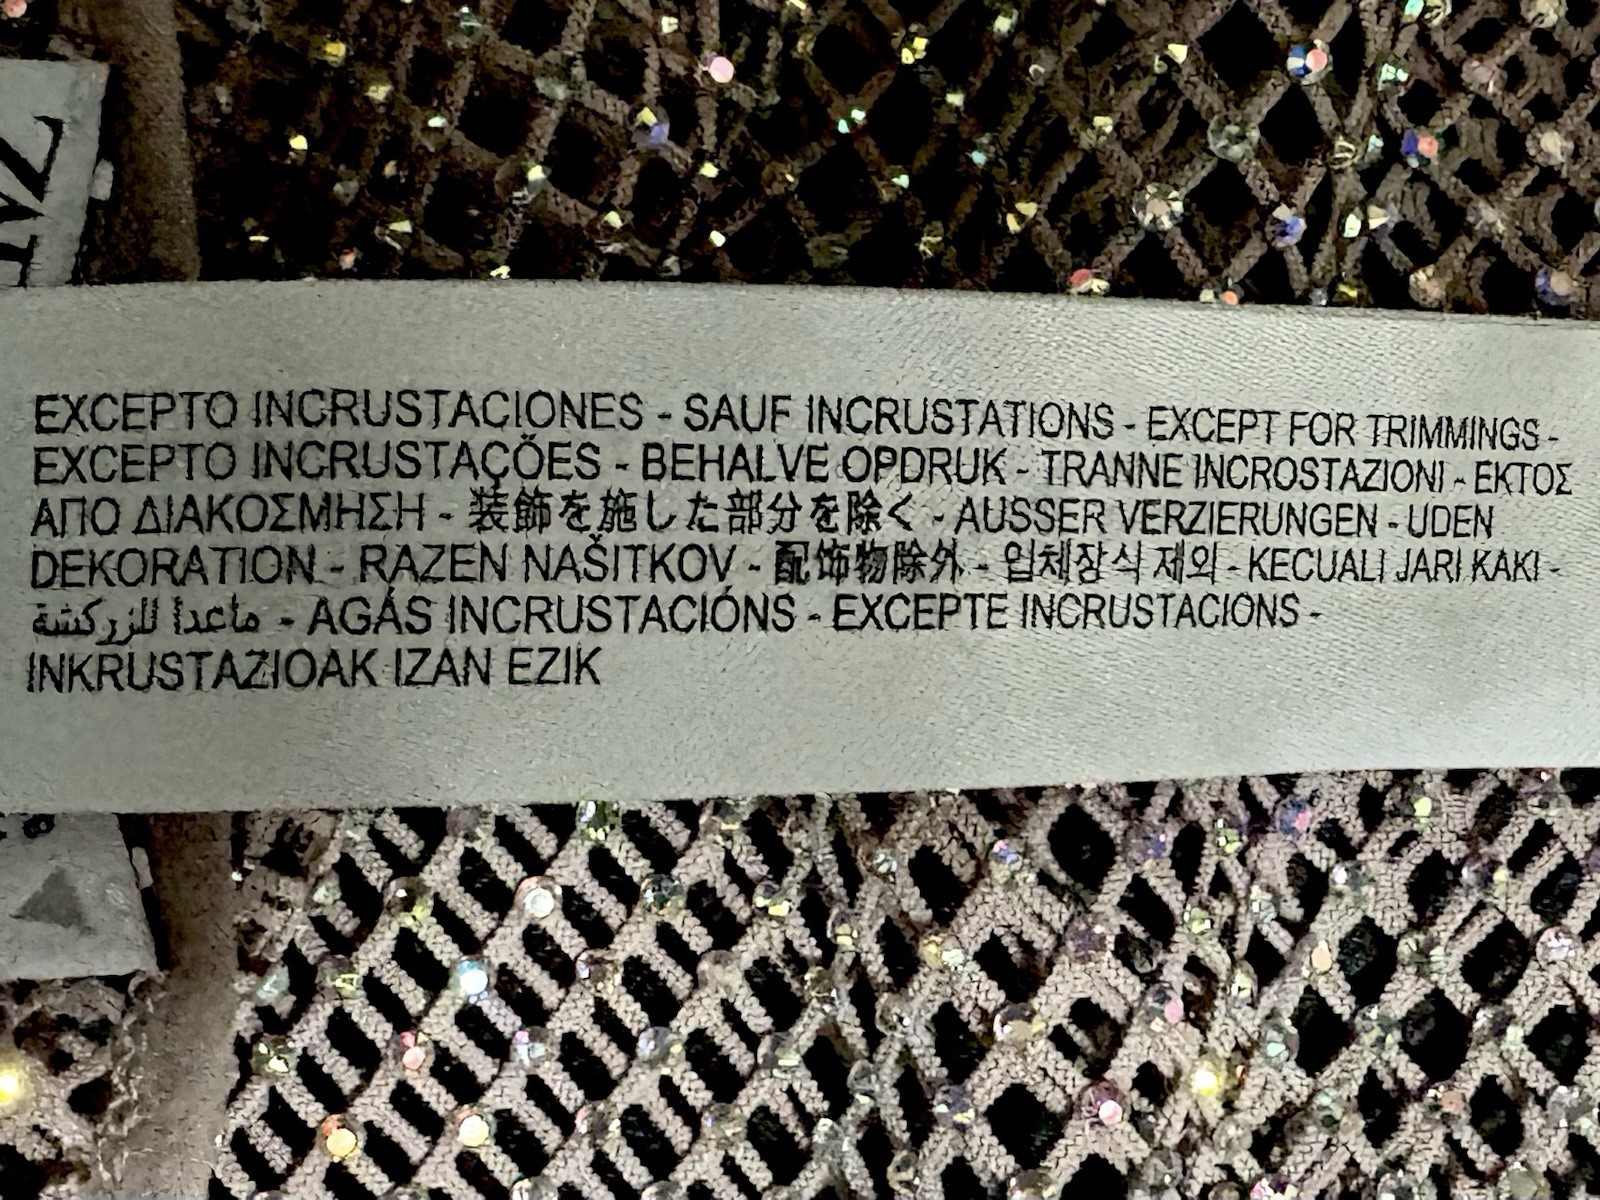 EXCEPTO INCRUSTACIONES - SAUF INCRUSTATIONS - EXCEPT FOR TRIMMINGS -
EXCEPTO INCRUSTAÇÕES - BEHALVE OPDRUK - TRANNE INCROSTAZIONI - ΕΚΤΟΣ
ΑΠΟ ΔΙΑΚΟΣΜΗΣΗ - 装飾を施した部分を除く - AUSSER VERZIERUNGEN - UDEN
DEKORATION - RAZEN NAŠITKOV - 配饰物除外 - 입체장식 제외 - KECUALI JARI KAKI -
ماعدا للزركشة - AGÁS INCRUSTACIÓNS - EXCEPTE INCRUSTACIONS -
INKRUSTAZIOAK IZAN EZIK